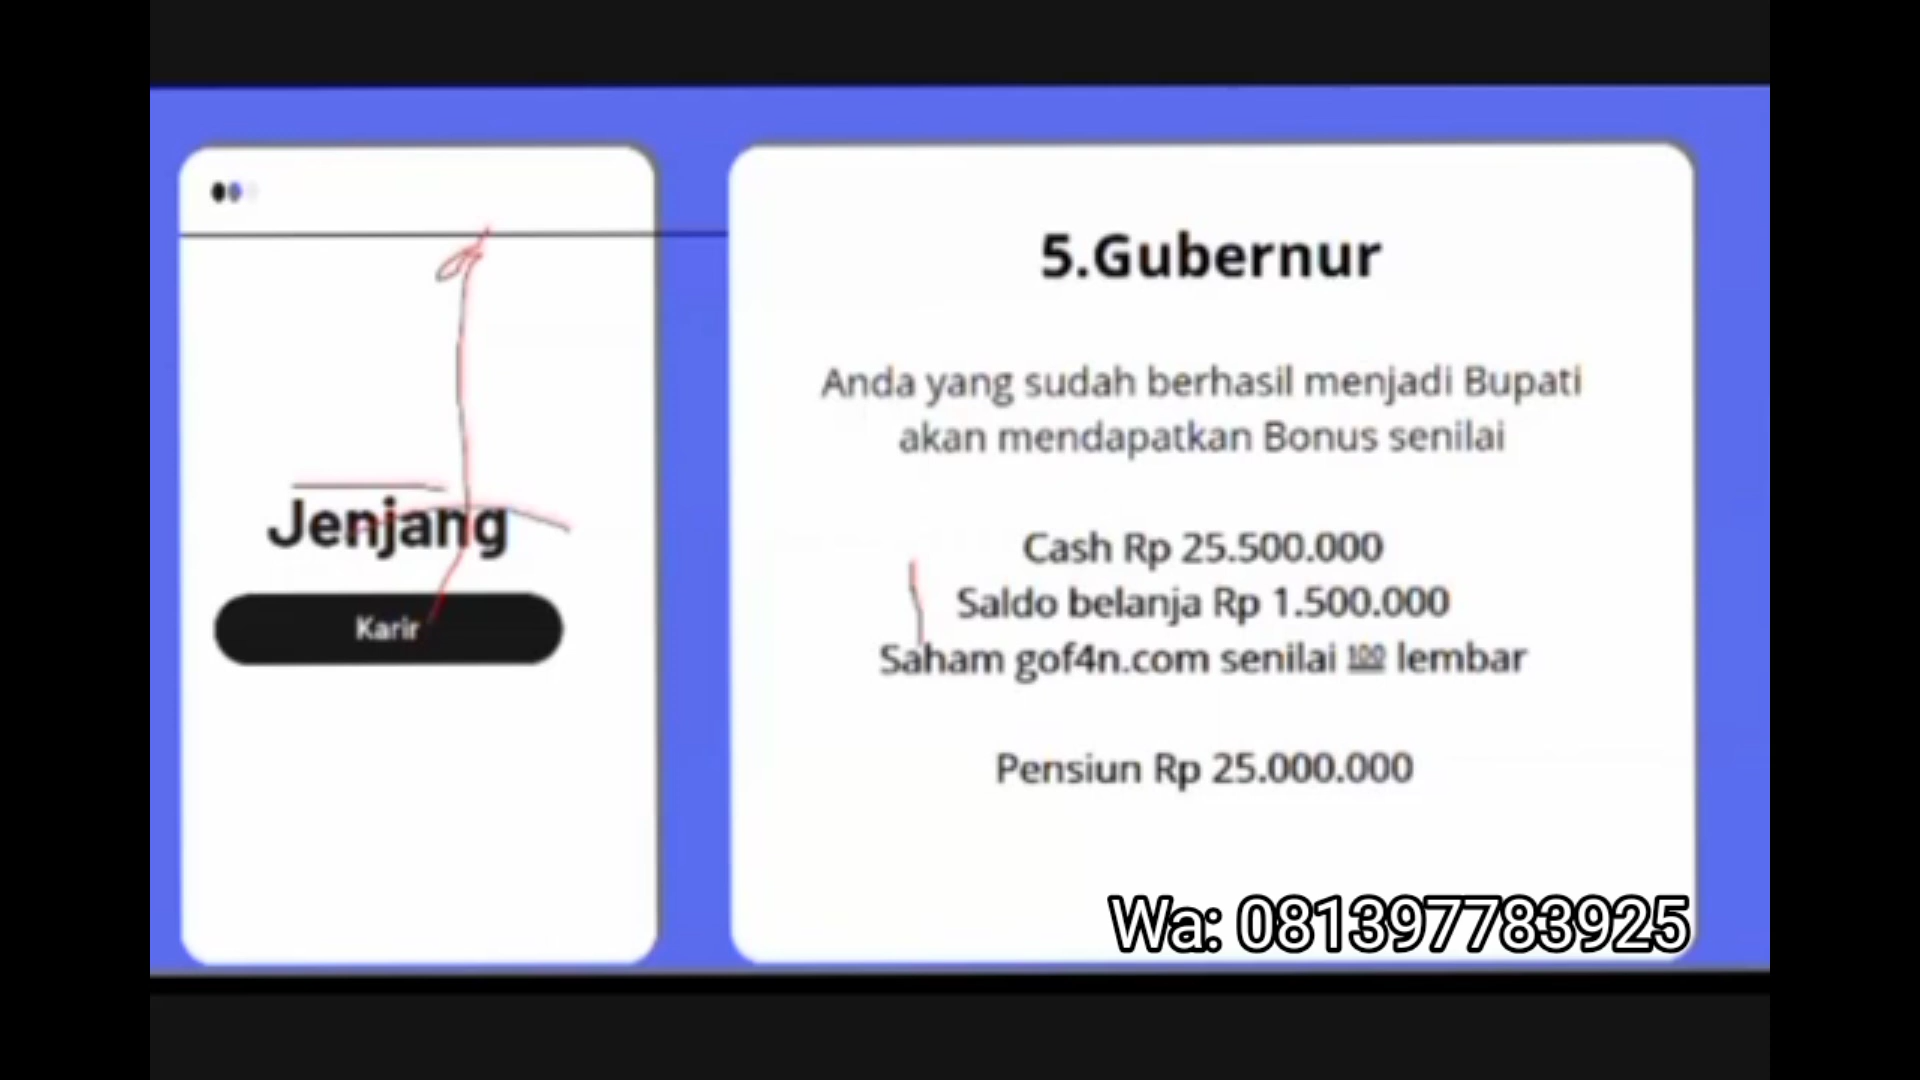 Jenjang
Karir
5.Gubernur
Anda yang sudah berhasil menjadi Bupati
akan mendapatkan Bonus senilai
Cash Rp 25.500.000
Saldo belanja Rp 1.500.000
Saham gof4n.com senilai 💯 lembar
Pensiun Rp 25.000.000
Wa: 081397783925